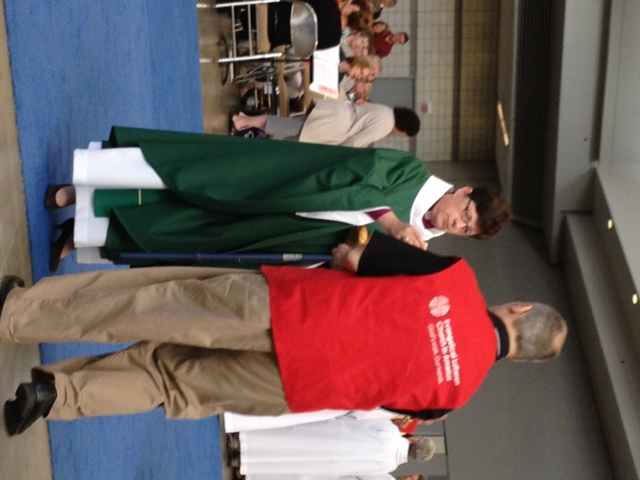 Evangelical Lutheran
Church in America
God's work. Our hands.